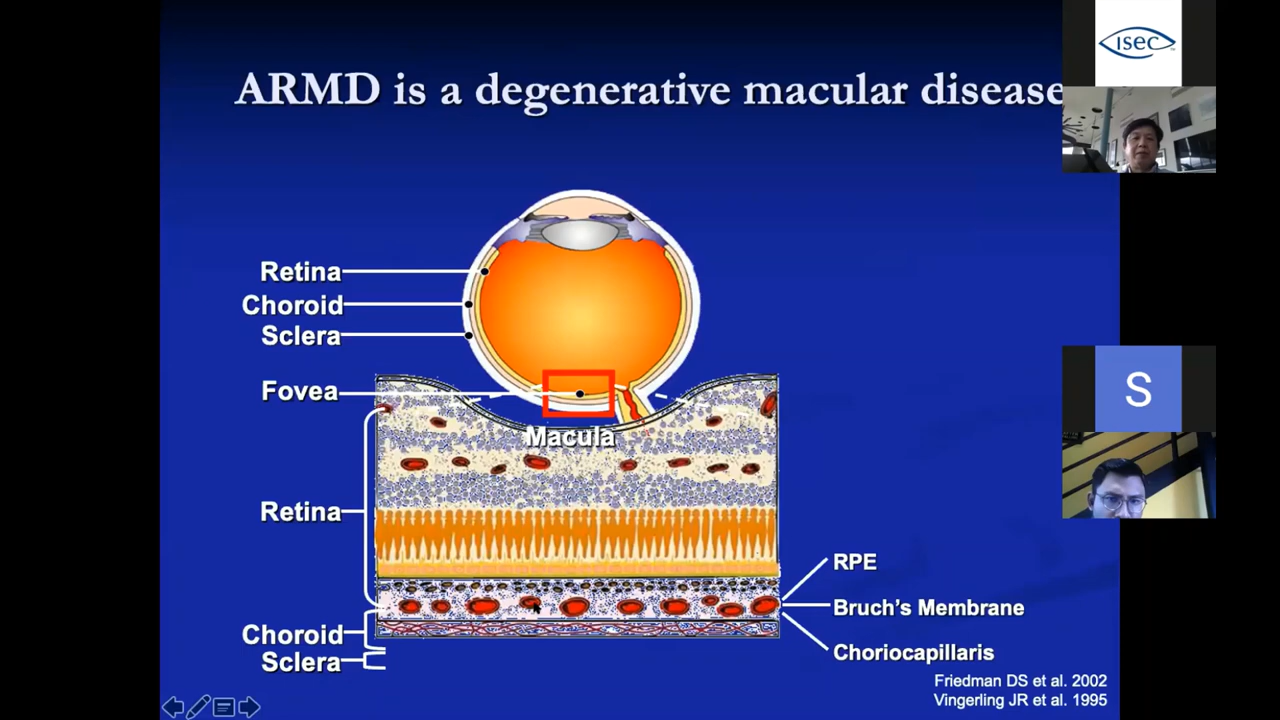 ARMD is a degenerative macular disease
ISEC
Retina
Choroid
Sclera
Fovea
Macula
Retina
Choroid
Sclera
RPE
Bruch's Membrane
Choriocapillaris
Friedman DS et al. 2002
Vingerling JR et al. 1995
S